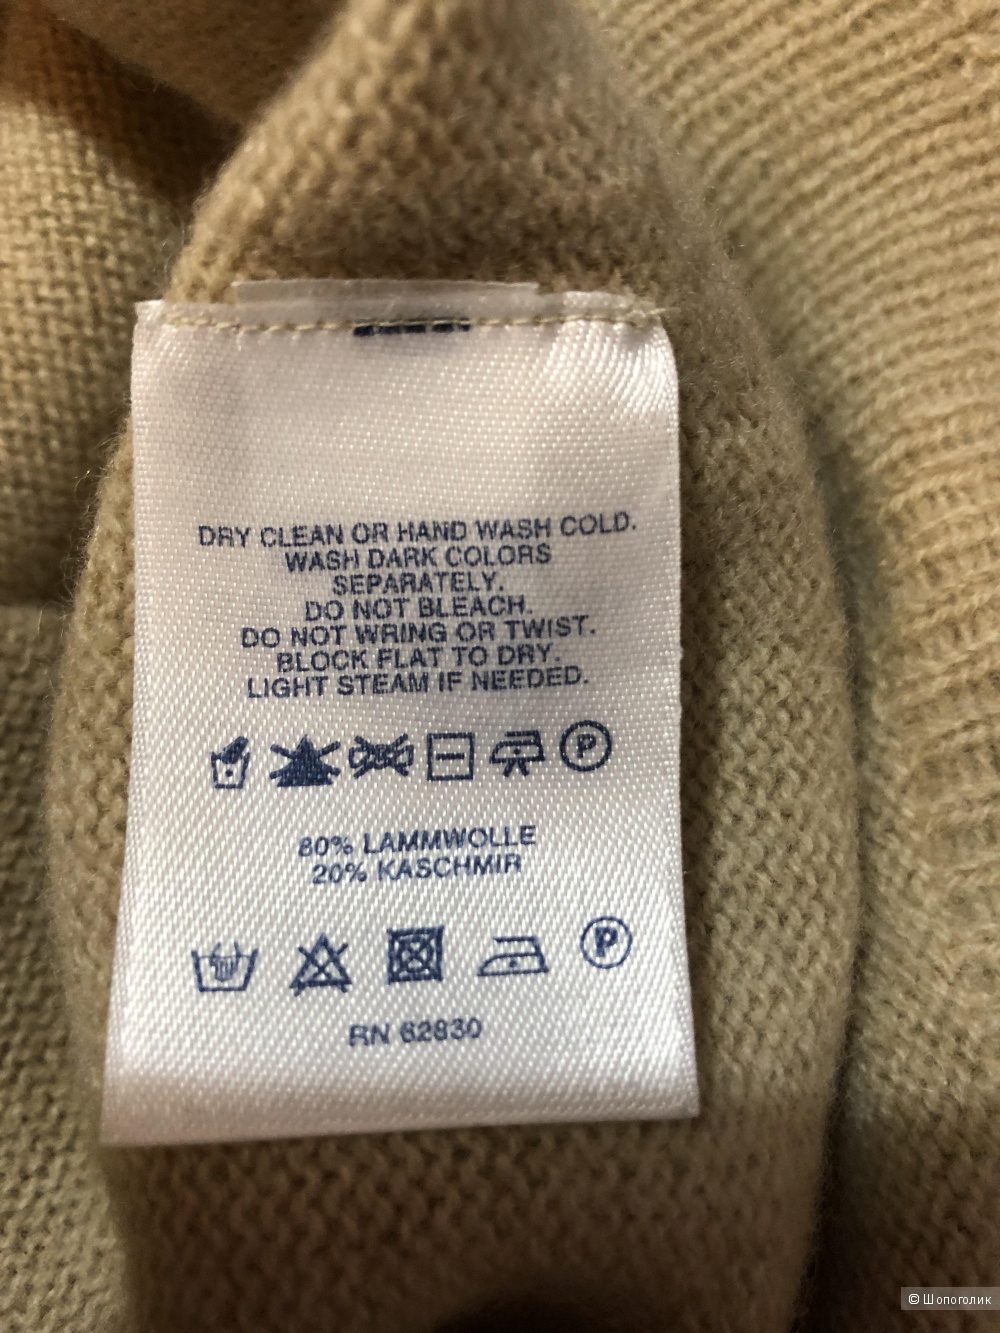 DRY CLEAN OR HAND WASH COLD.
WASH DARK COLORS
SEPARATELY.
DO NOT BLEACH.
DO NOT WRING OR TWIST.
BLOCK FLAT TO DRY.
LIGHT STEAM IF NEEDED.
P
80% LAMMWOLLE
20% KASCHMIR
P
RN 62830
© Шопоголик